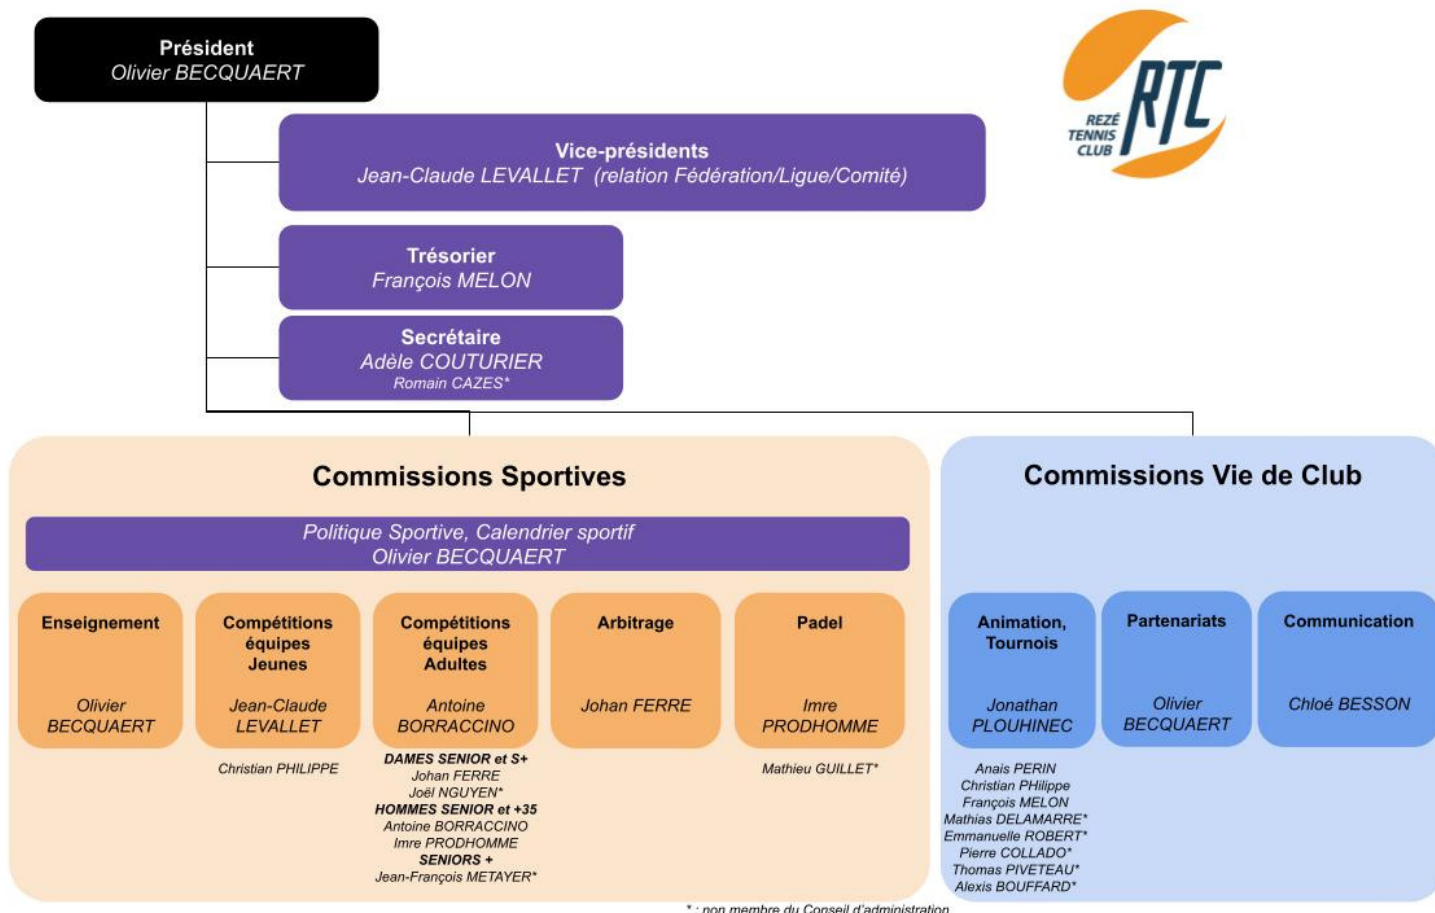 Président
Olivier BECQUAERT
REZÉ
TENNIS
CLUB
RTC
Vice-présidents
Jean-Claude LEVALLET (relation Fédération/Ligue/Comité)
Trésorier
François MELON
Secrétaire
Adèle COUTURIER
Romain CAZES*
Commissions Sportives
Politique Sportive, Calendrier sportif
Olivier BECQUAERT
Enseignement
Olivier
BECQUAERT
Compétitions
équipes
Jeunes
Jean-Claude
LEVALLET
Christian PHILIPPE
Compétitions
équipes
Adultes
Antoine
BORRACCINO
DAMES SENIOR et S+
Johan FERRE
Joël NGUYEN*
HOMMES SENIOR et +35
Antoine BORRACCINO
Imre PRODHOMME
SENIORS +
Jean-François METAYER*
Arbitrage
Johan FERRE
Padel
Imre
PRODHOMME
Mathieu GUILLET*
Commissions Vie de Club
Animation,
Tournois
Jonathan
PLOUHINEC
Anais PERIN
Christian PHilippe
François MELON
Mathias DELAMARRE*
Emmanuelle ROBERT*
Pierre COLLADO*
Thomas PIVETEAU*
Alexis BOUFFARD*
Partenariats
Olivier
BECQUAERT
Communication
Chloé BESSON
* : non membre du Conseil d'administration